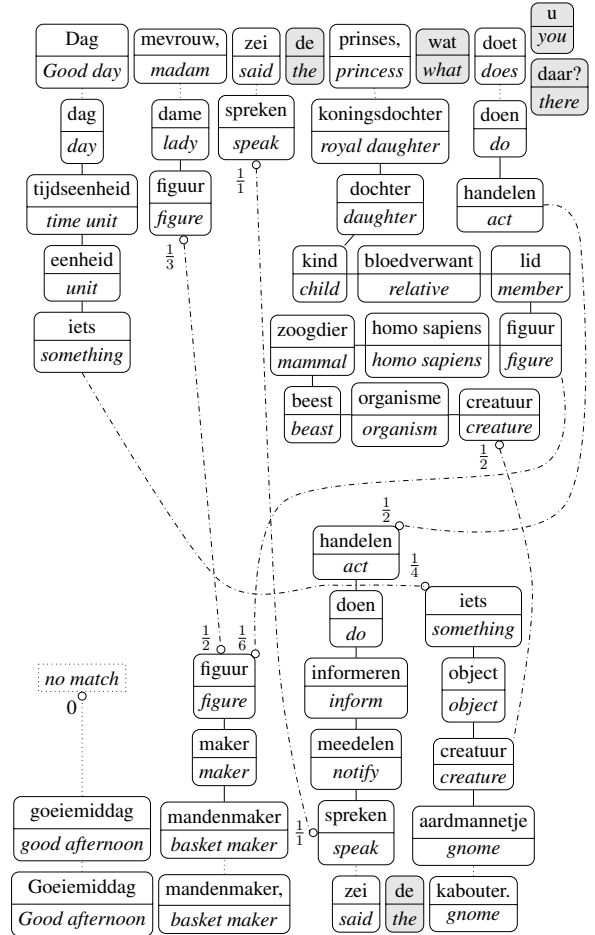 Dag mevrouw, zei de prinses, wat doet u
Good day madam said the princess what does you
daar?
there
dag dame spreken koningsdochter doen
day lady speak royal daughter do
1/1
tijdseenheid figuur dochter handelen
time unit figure daughter act
1/3
eenheid kind bloedverwant lid
unit child relative member
iets zoogdier homo sapiens figuur
something mammal homo sapiens figure
beest organisme creatuur
beast organism creature
1/2
1/2
handelen
act
1/4
doen iets
do something
1/2 1/6
no match figuur informeren object
0 figure inform object
maker meedelen creatuur
maker notify creature
goeiemiddag mandenmaker spreken aardmannetje
good afternoon basket maker 1/1 speak gnome
Goeiemiddag mandenmaker, zei de kabouter.
Good afternoon basket maker said the gnome